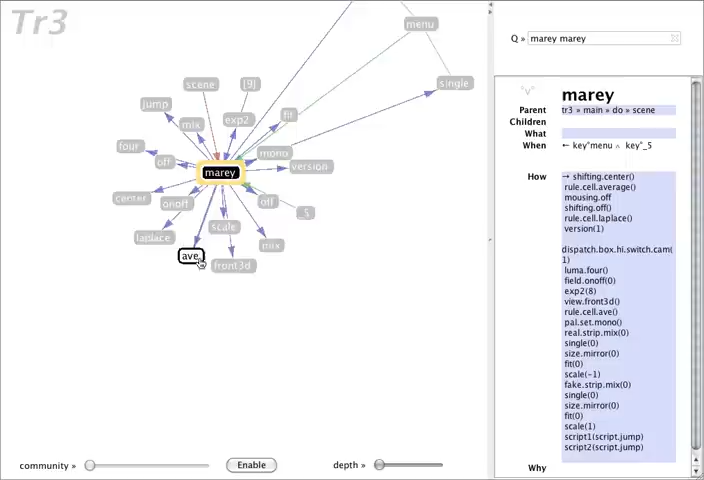 Tr3
menu
single
scene
[9]
jump
exp2
fit
mix
four
mono
off
version
marey
center
onoff
off
_5
scale
laplace
mix
ave
front3d
community »
Enable
depth »
Q » marey marey
"v" marey
Parent tr3 » main » do » scene
Children
What
When ← key"menu ∧ key"_5
How → shifting.center()
rule.cell.average()
mousing.off
shifting.off()
rule.cell.laplace()
version(1)
dispatch.box.hi.switch.cam(
1)
luma.four()
field.onoff(0)
exp2(8)
view.front3d()
rule.cell.ave()
pal.set.mono()
real.strip.mix(0)
single(0)
size.mirror(0)
fit(0)
scale(-1)
fake.strip.mix(0)
single(0)
size.mirror(0)
fit(0)
scale(1)
script1(script.jump)
script2(script.jump)
Why